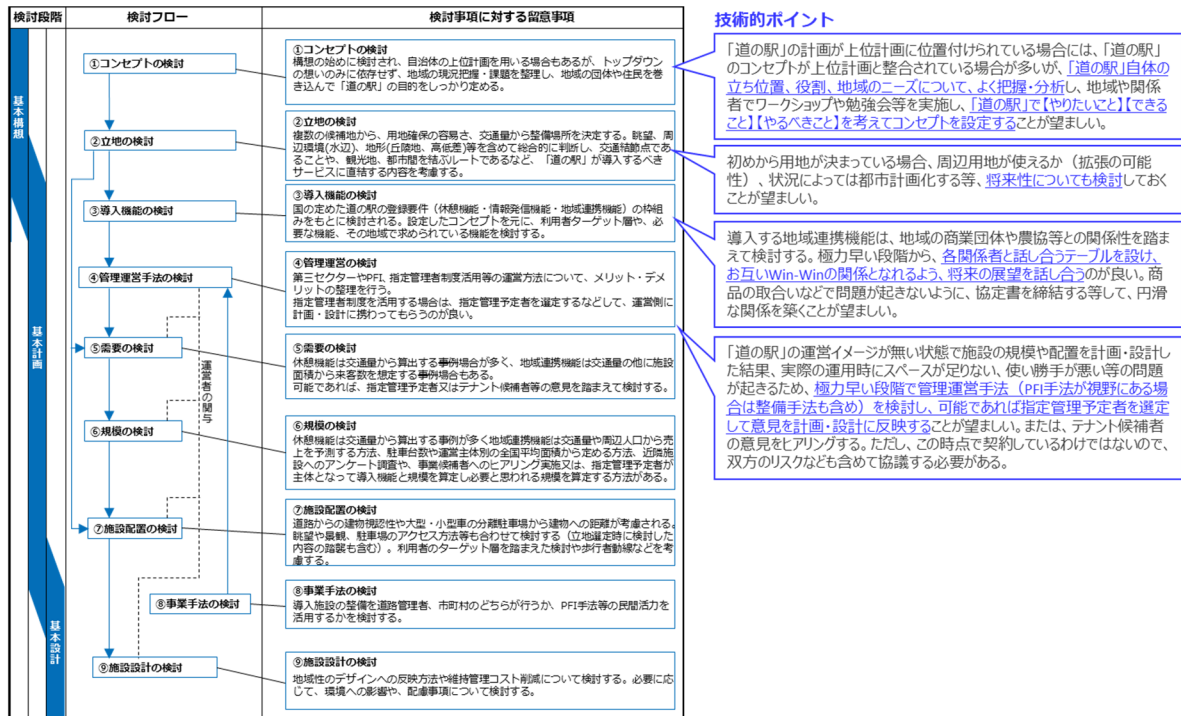 検討段階
検討フロー
検討事項に対する留意事項
基本構想
基本計画
基本設計
①コンセプトの検討
②立地の検討
③導入機能の検討
④管理運営手法の検討
⑤需要の検討
⑥規模の検討
⑦施設配置の検討
⑧事業手法の検討
⑨施設設計の検討
運営者の関与
①コンセプトの検討
構想の始めに検討され、自治体の上位計画を用いる場合もあるが、トップダウン
の想いのみに依存せず、地域の現況把握・課題を整理し、地域の団体や住民を巻
き込んで「道の駅」の目的をしっかり定める。
②立地の検討
複数の候補地から、用地確保の容易さ、交通量から整備場所を決定する。眺望、周
辺環境(水辺)、地形(丘陵地、高低差)等を含めて総合的に判断し、交通結節点であ
ることや、観光地、都市間を結ぶルートであるなど、「道の駅」が導入するべき
サービスに直結する内容を考慮する。
③導入機能の検討
国の定めた道の駅の登録要件（休憩機能・情報発信機能・地域連携機能）の枠組
みをもとに検討される。設定したコンセプトを元に、利用者ターゲット層や、必
要な機能、その地域で求められている機能を検討する。
④管理運営の検討
第三セクターやPFI、指定管理者制度活用等の運営方法について、メリット・デメ
リットの整理を行う。
指定管理者制度を活用する場合は、指定管理予定者を選定するなどして、運営側に
計画・設計に携わってもらうのが良い。
⑤需要の検討
休憩機能は交通量から算出する事例場合が多く、地域連携機能は交通量の他に施設
面積から来客数を想定する事例場合もある。
可能であれば、指定管理予定者又はテナント候補者等の意見を踏まえて検討する。
⑥規模の検討
休憩機能は交通量から算出する事例が多く地域連携機能は交通量や周辺人口から売
上を予測する方法、駐車台数や運営主体別の全国平均面積から定める方法、近隣施
設へのアンケート調査や、事業候補者へのヒアリング実施又は、指定管理予定者が
主体となって導入機能と規模を算定し必要と思われる規模を算定する方法がある。
⑦施設配置の検討
道路からの建物視認性や大型・小型車の分離駐車場から建物への距離が考慮される。
眺望や景観、駐車場のアクセス方法等も合わせて検討する（立地選定時に検討した
内容の踏襲も含む）。利用者のターゲット層を踏まえた検討や歩行者動線などを考
慮する。
⑧事業手法の検討
導入施設の整備を道路管理者、市町村のどちらが行うか、PFI手法等の民間活力を
活用するかを検討する。
⑨施設設計の検討
地域性のデザインへの反映方法や維持管理コスト削減について検討する。必要に応
じて、環境への影響や、配慮事項について検討する。
技術的ポイント
「道の駅」の計画が上位計画に位置付けられている場合には、「道の駅」
のコンセプトが上位計画と整合されている場合が多いが、「道の駅」自体の
立ち位置、役割、地域のニーズについて、よく把握・分析し、地域や関係
者でワークショップや勉強会等を実施し、「道の駅」で【やりたいこと】【できる
こと】【やるべきこと】を考えてコンセプトを設定することが望ましい。
初めから用地が決まっている場合、周辺用地が使えるか（拡張の可能
性）、状況によっては都市計画化する等、将来性についても検討しておく
ことが望ましい。
導入する地域連携機能は、地域の商業団体や農協等との関係性を踏ま
えて検討する。極力早い段階から、各関係者と話し合うテーブルを設け、
お互いWin-Winの関係となれるよう、将来の展望を話し合うのが良い。商
品の取合いなどで問題が起きないように、協定書を締結する等して、円滑
な関係を築くことが望ましい。
「道の駅」の運営イメージが無い状態で施設の規模や配置を計画・設計し
た結果、実際の運用時にスペースが足りない、使い勝手が悪い等の問題
が起きるため、極力早い段階で管理運営手法（PFI手法が視野にある場
合は整備手法も含め）を検討し、可能であれば指定管理予定者を選定
して意見を計画・設計に反映することが望ましい。または、テナント候補者
の意見をヒアリングする。ただし、この時点で契約しているわけではないので、
双方のリスクなども含めて協議する必要がある。